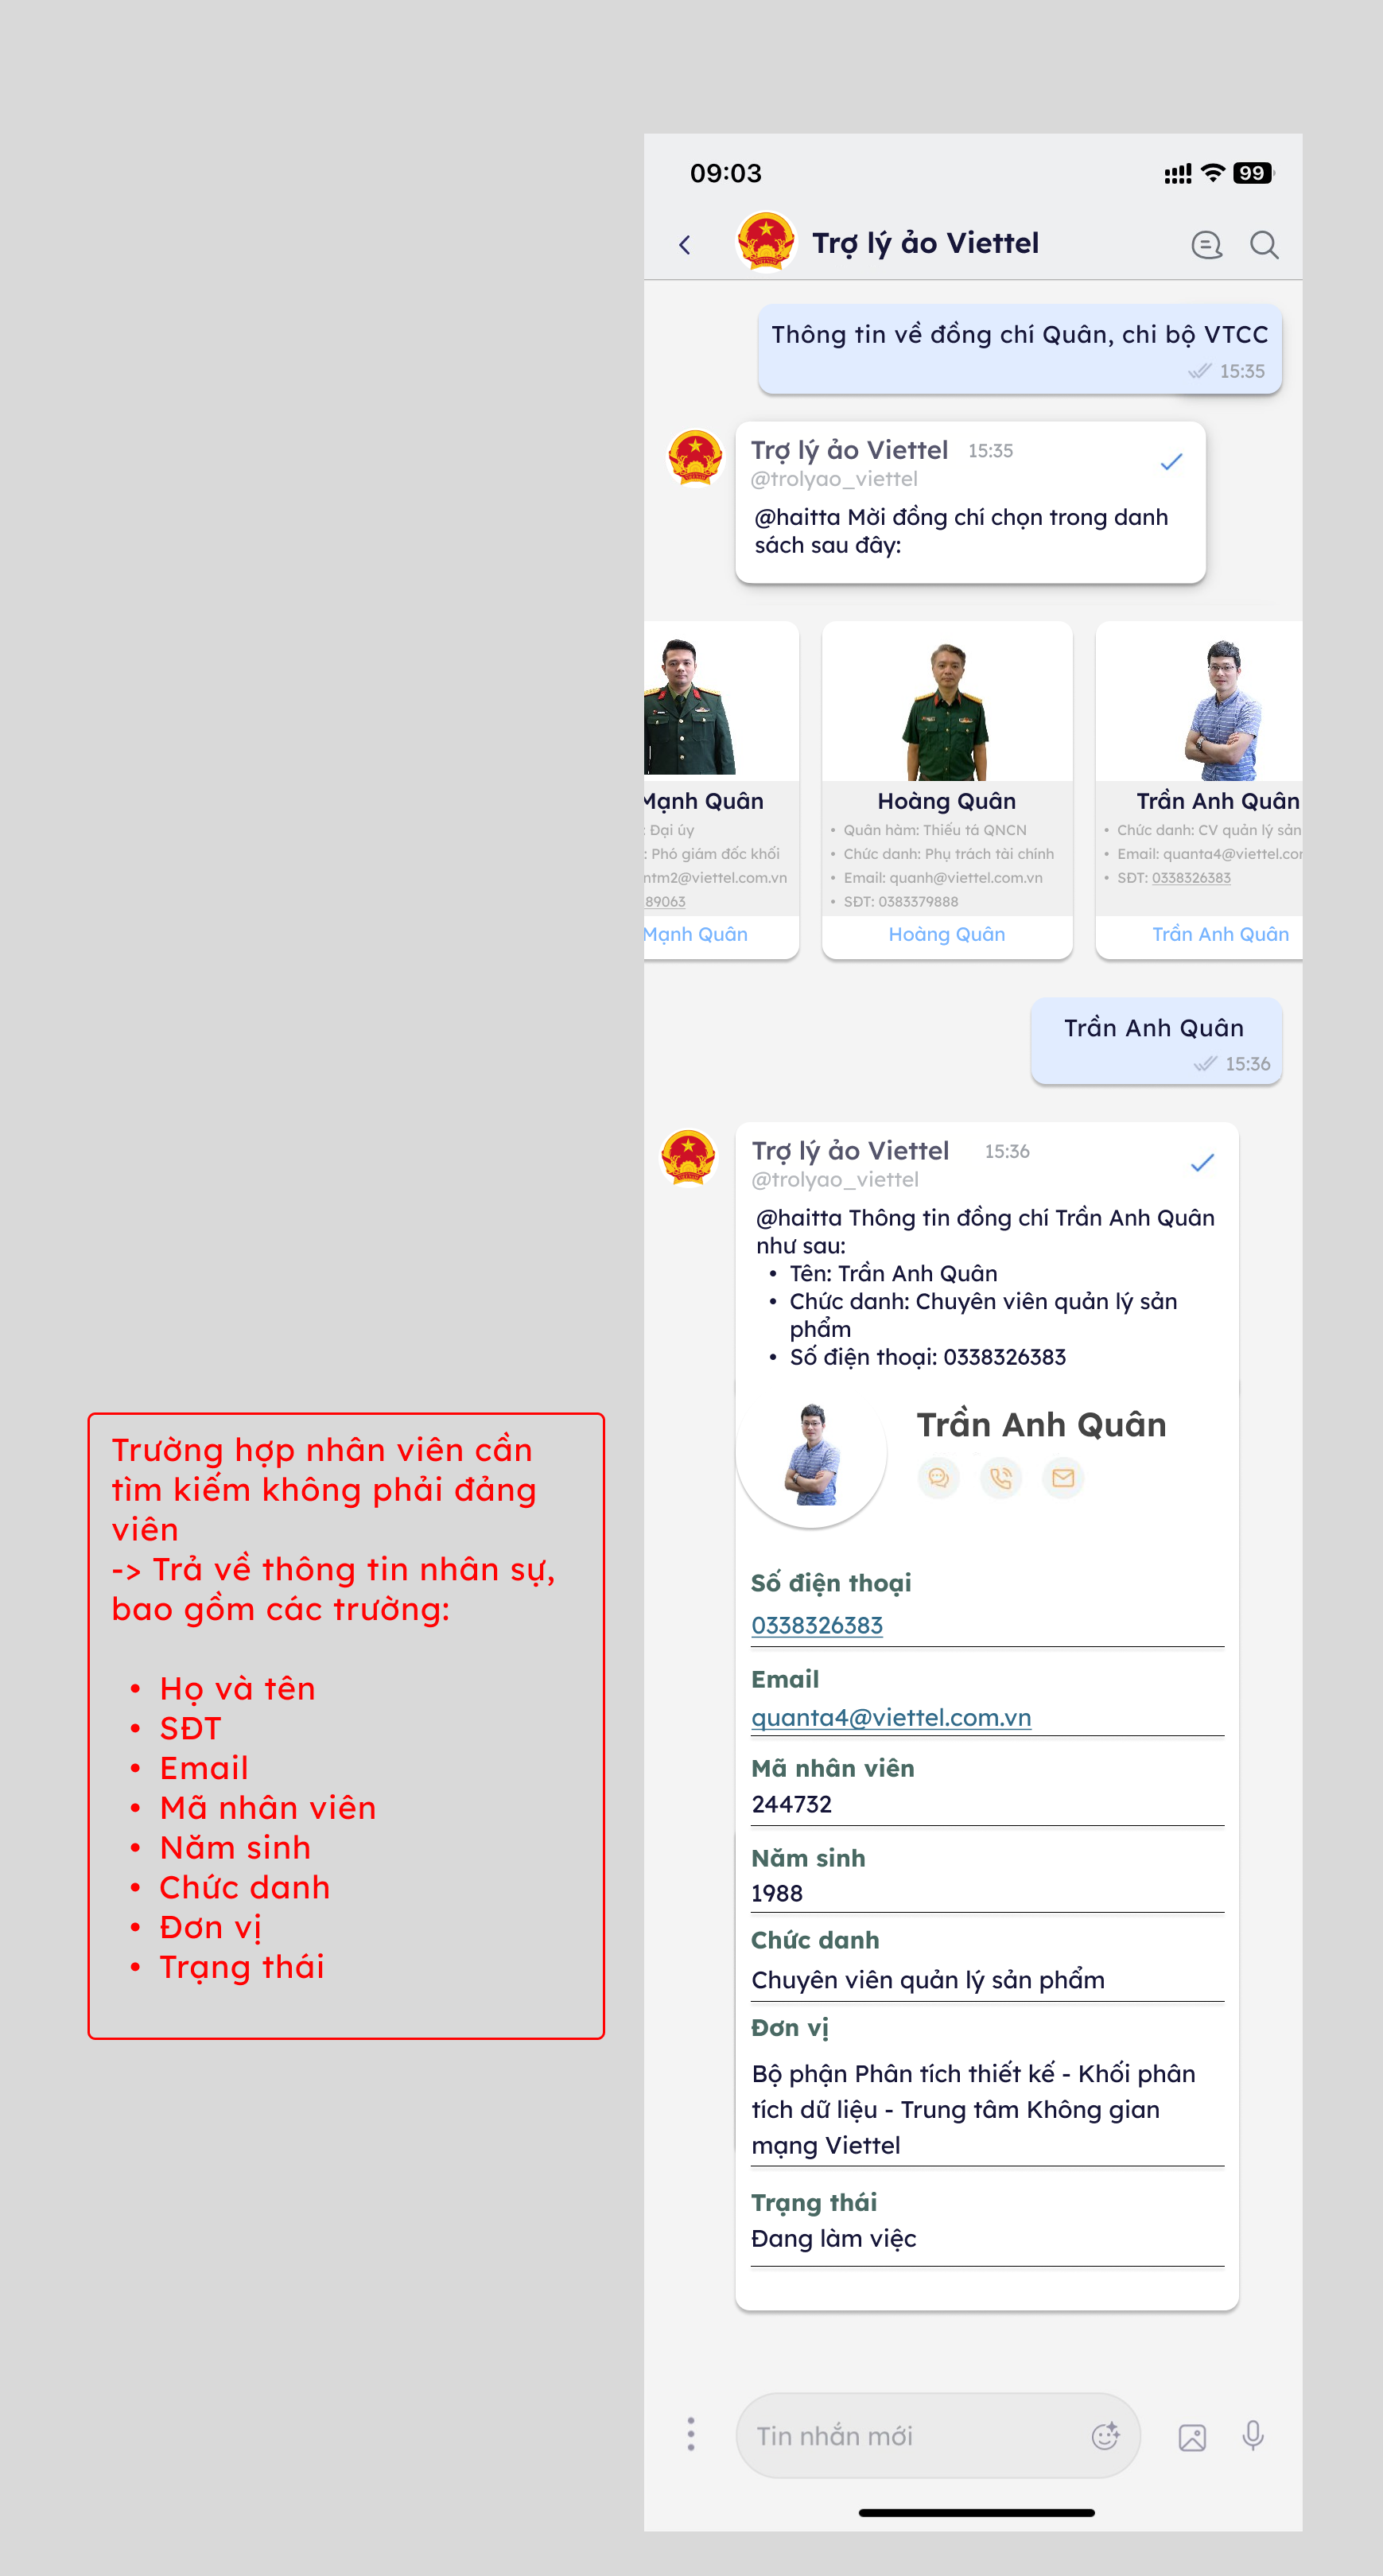 09:03
99
Trợ lý ảo Viettel
Thông tin về đồng chí Quân, chi bộ VTCC
15:35
Trợ lý ảo Viettel 15:35
@trolyao_viettel
@haitta Mời đồng chí chọn trong danh
sách sau đây:
Mạnh Quân
: Đại úy
: Phó giám đốc khối
ntm2@viettel.com.vn
89063
Mạnh Quân
Hoàng Quân
• Quân hàm: Thiếu tá QNCN
• Chức danh: Phụ trách tài chính
• Email: quanh@viettel.com.vn
• SĐT: 0383379888
Hoàng Quân
Trần Anh Quân
• Chức danh: CV quản lý sản
• Email: quanta4@viettel.com
• SĐT: 0338326383
Trần Anh Quân
Trần Anh Quân
15:36
Trợ lý ảo Viettel 15:36
@trolyao_viettel
@haitta Thông tin đồng chí Trần Anh Quân
như sau:
• Tên: Trần Anh Quân
• Chức danh: Chuyên viên quản lý sản
phẩm
• Số điện thoại: 0338326383
Trần Anh Quân
Số điện thoại
0338326383
Email
quanta4@viettel.com.vn
Mã nhân viên
244732
Năm sinh
1988
Chức danh
Chuyên viên quản lý sản phẩm
Đơn vị
Bộ phận Phân tích thiết kế - Khối phân
tích dữ liệu - Trung tâm Không gian
mạng Viettel
Trạng thái
Đang làm việc
Tin nhắn mới
Trường hợp nhân viên cần
tìm kiếm không phải đảng
viên
-> Trả về thông tin nhân sự,
bao gồm các trường:
• Họ và tên
• SĐT
• Email
• Mã nhân viên
• Năm sinh
• Chức danh
• Đơn vị
• Trạng thái